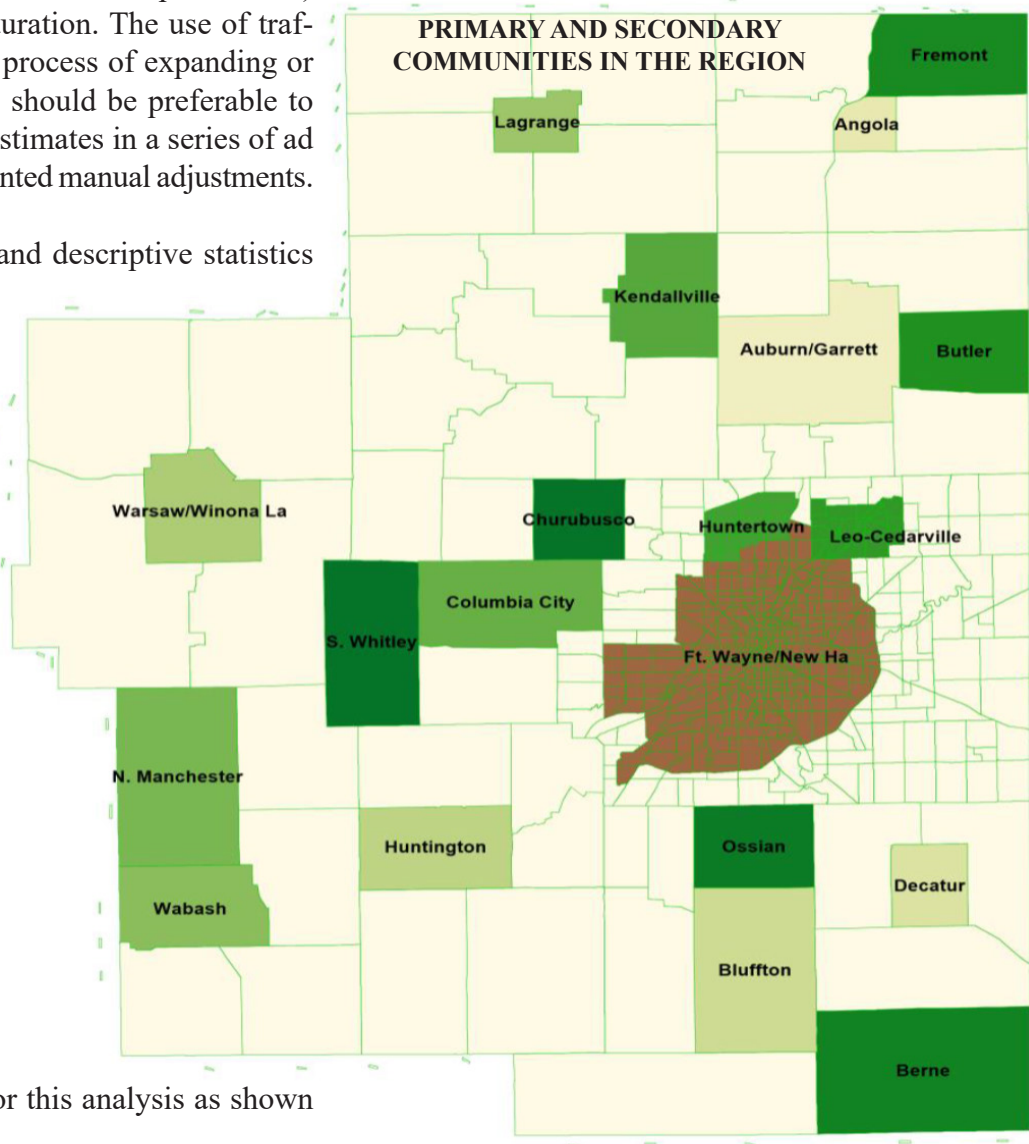 uration. The use of traf-
process of expanding or
should be preferable to
stimates in a series of ad
nted manual adjustments.
and descriptive statistics
or this analysis as shown
PRIMARY AND SECONDARY
COMMUNITIES IN THE REGION
Fremont
Lagrange
Angola
Kendallville
Auburn/Garrett
Butler
Warsaw/Winona La
Churubusco
Huntertown
Leo-Cedarville
Columbia City
S. Whitley
Ft. Wayne/New Ha
N. Manchester
Huntington
Ossian
Decatur
Wabash
Bluffton
Berne